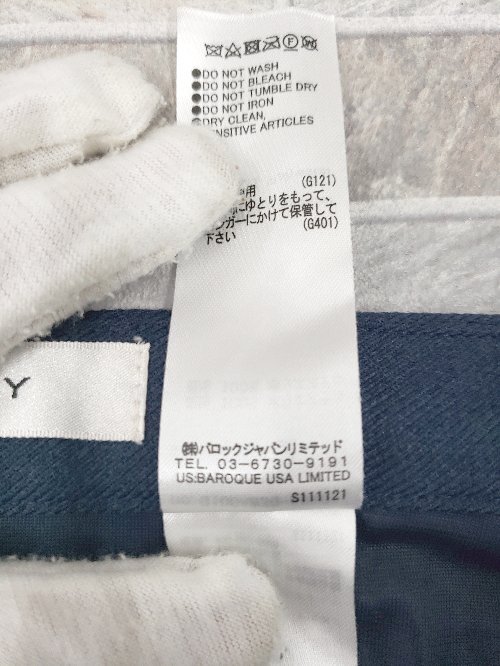 ●DO NOT WASH
●DO NOT BLEACH
●DO NOT TUMBLE DRY
●DO NOT IRON
DRY CLEAN,
ARTICLES
用 (G121)
にゆとりをもって、
ンガーにかけて保管して
下さい (G401)
Y
㈱バロックジャパンリミテッド
TEL. 03-6730-9191
US:BAROQUE USA LIMITED
S111121